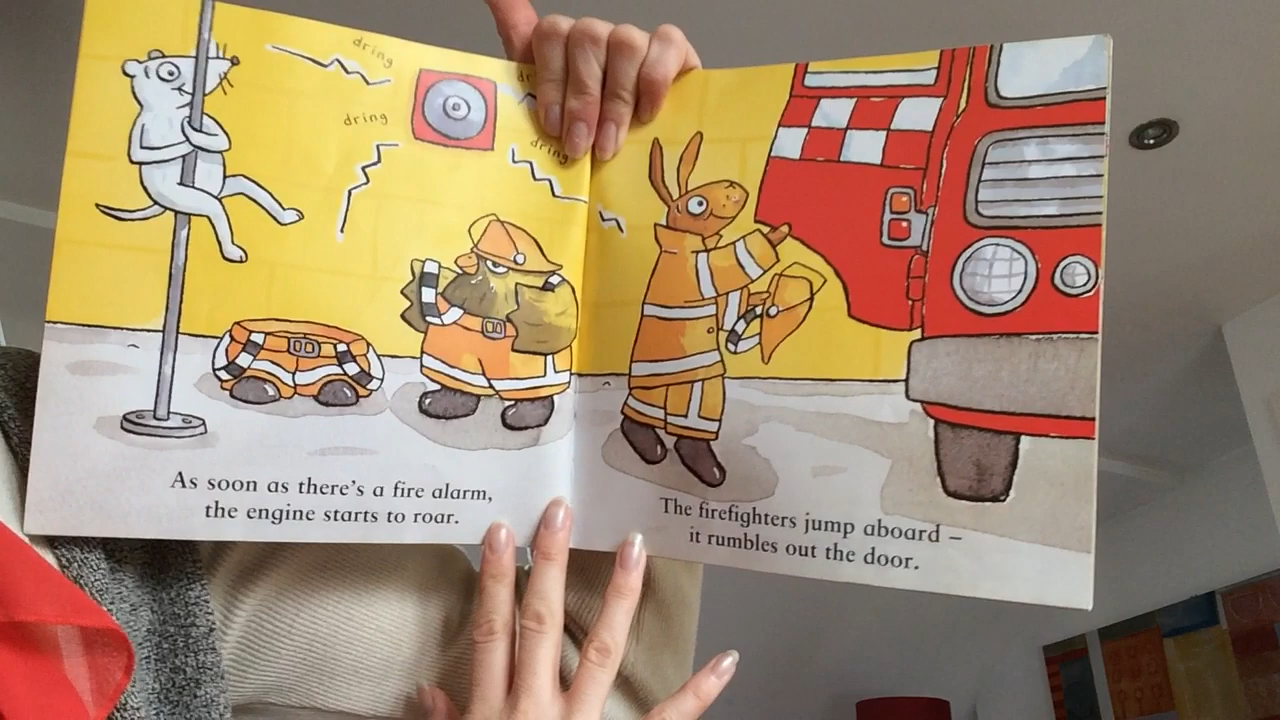 dring
dring
dring
As soon as there's a fire alarm,
the engine starts to roar.
The firefighters jump aboard –
it rumbles out the door.